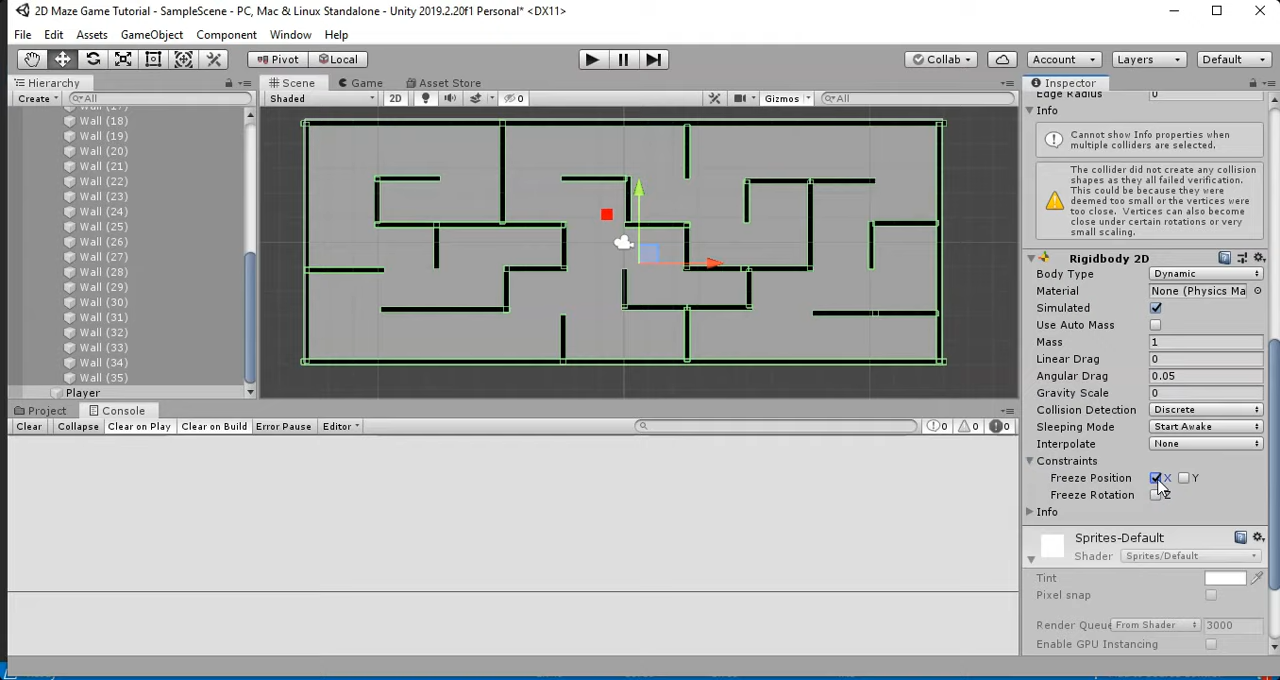 2D Maze Game Tutorial - SampleScene - PC, Mac & Linux Standalone - Unity 2019.2.20f1 Personal* <DX11>
File Edit Assets GameObject Component Window Help
Pivot Local Collab Account Layers Default
Hierarchy Scene Game Asset Store Inspector
Create All Shaded 2D 0 Gizmos All
Edge Radius 0
Wall (17)
Wall (18)
Wall (19)
Wall (20)
Wall (21)
Wall (22)
Wall (23)
Wall (24)
Wall (25)
Wall (26)
Wall (27)
Wall (28)
Wall (29)
Wall (30)
Wall (31)
Wall (32)
Wall (33)
Wall (34)
Wall (35)
Player
Info
Cannot show Info properties when
multiple colliders are selected.
The collider did not create any collision
shapes as they all failed verification.
This could be because they were
deemed too small or the vertices were
too close. Vertices can also become
close under certain rotations or very
small scaling.
Rigidbody 2D
Body Type Dynamic
Material None (Physics Ma
Simulated
Use Auto Mass
Mass 1
Linear Drag 0
Angular Drag 0.05
Gravity Scale 0
Collision Detection Discrete
Sleeping Mode Start Awake
Interpolate None
Constraints
Freeze Position X Y
Freeze Rotation Z
Info
Sprites-Default
Shader Sprites/Default
Tint
Pixel snap
Render Queue From Shader 3000
Enable GPU Instancing
Project Console
Clear Collapse Clear on Play Clear on Build Error Pause Editor 0 0 0